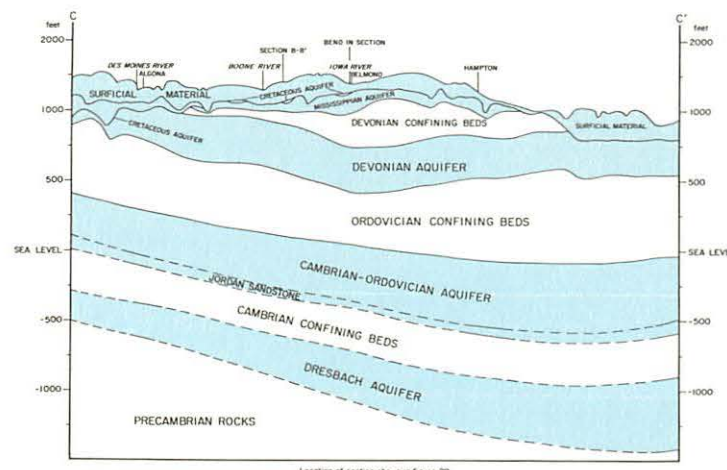 C
C'
feet
feet
2000
2000
DES MOINES RIVER
ALGONA
BOONE RIVER
SECTION B-B'
BEND IN SECTION
IOWA RIVER
BELMOND
HAMPTON
SURFICIAL MATERIAL
CRETACEOUS AQUIFER
MISSISSIPPIAN AQUIFER
1000
1000
CRETACEOUS AQUIFER
DEVONIAN CONFINING BEDS
SURFICIAL MATERIAL
DEVONIAN AQUIFER
500
500
ORDOVICIAN CONFINING BEDS
SEA LEVEL
SEA LEVEL
CAMBRIAN-ORDOVICIAN AQUIFER
JORDAN SANDSTONE
-500
-500
CAMBRIAN CONFINING BEDS
DRESBACH AQUIFER
-1000
-1000
PRECAMBRIAN ROCKS